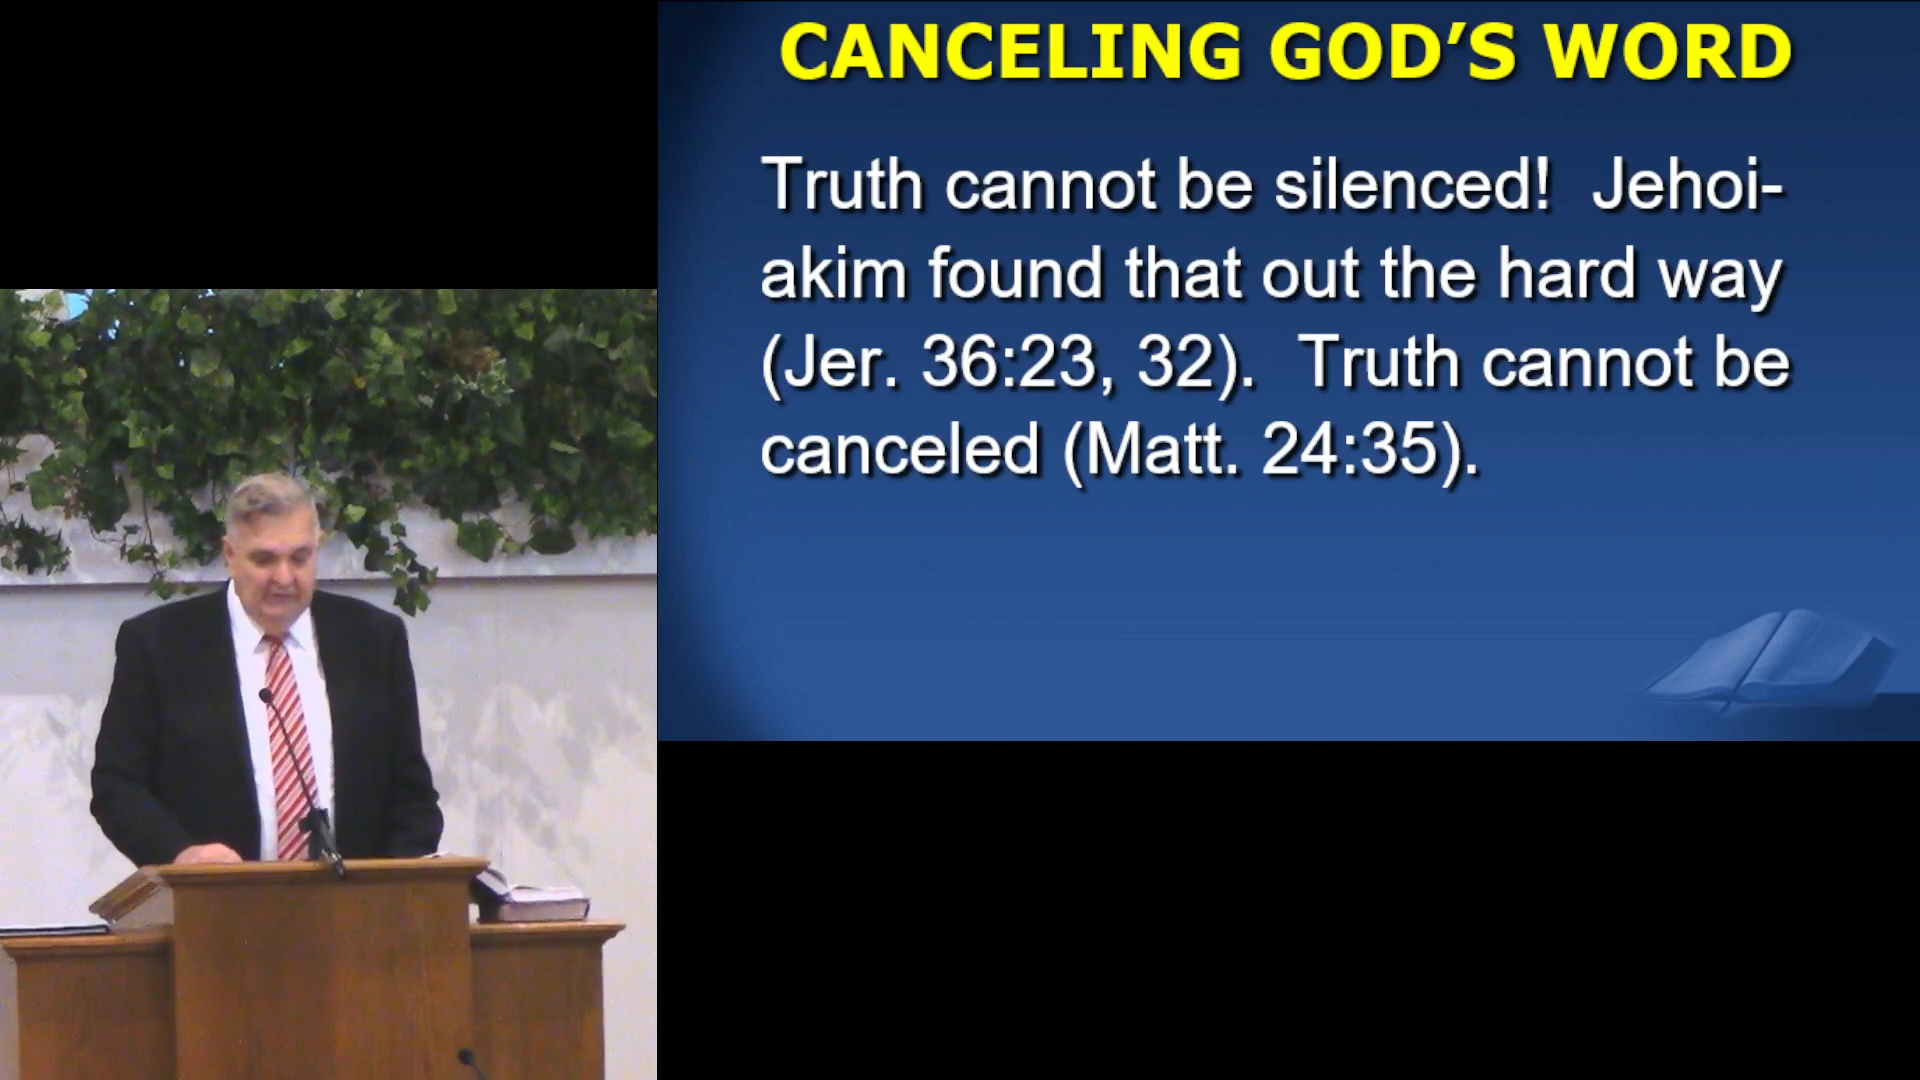 CANCELING GOD’S WORD
Truth cannot be silenced!  Jehoi-
akim found that out the hard way
(Jer. 36:23, 32).  Truth cannot be
canceled (Matt. 24:35).